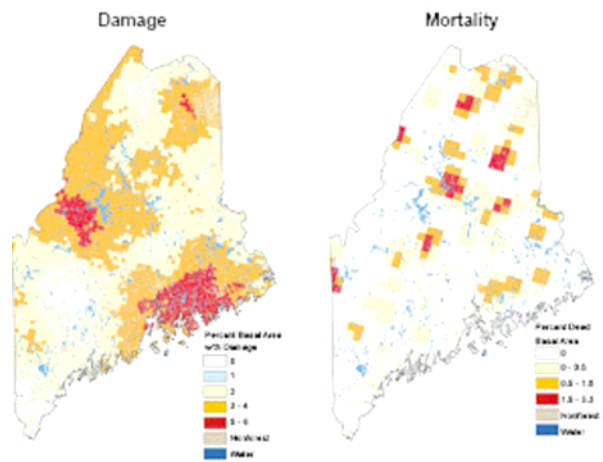 Damage
Mortality
Percent Basal Area
with Damage
0
1
2
2 - 4
5 - 6
Nonforest
Water
Percent Dead
Basal Area
0
0 - 0.5
0.5 - 1.5
1.5 - 3.3
Nonforest
Water